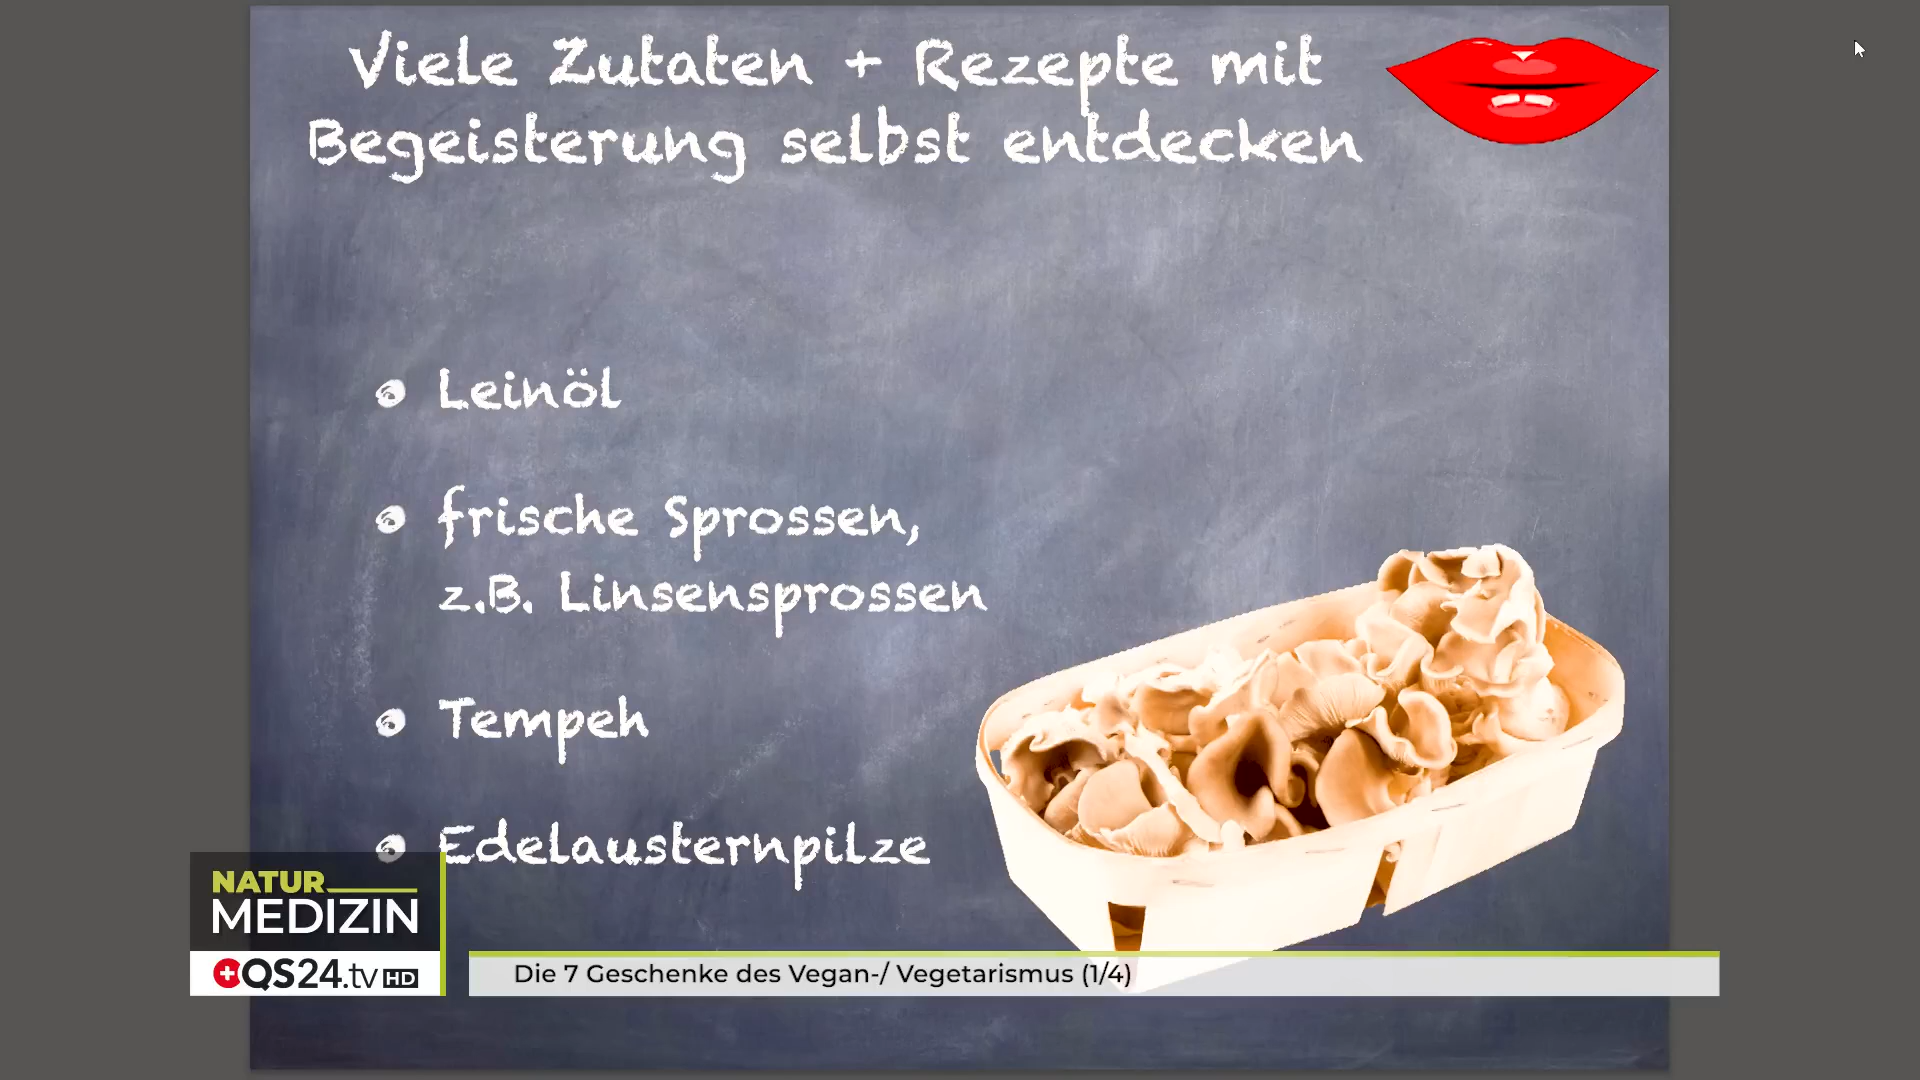 Viele Zutaten + Rezepte mit
Begeisterung selbst entdecken
Leinöl
frische Sprossen,
z.B. Linsensprossen
Tempeh
Edelausternpilze
NATUR
MEDIZIN
QS24.tv HD
Die 7 Geschenke des Vegan-/ Vegetarismus (1/4)